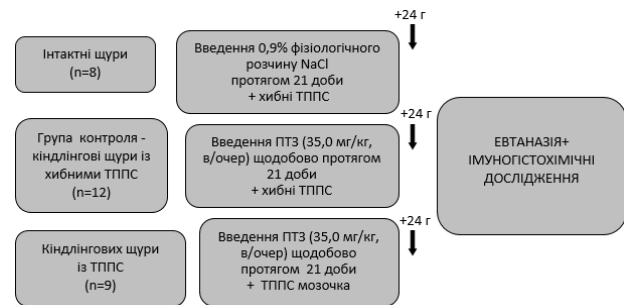 +24 г
Інтактні щури
(n=8)
Введення 0,9% фізіологічного
розчину NaCl
протягом 21 доби
+ хибні ТППС
+24 г
Група контроля -
кіндлінгові щури із
хибними ТППС
(n=12)
Введення ПТЗ (35,0 мг/кг,
в/очер) щодобово протягом
21 доби
+ хибні ТППС
ЕВТАНАЗІЯ+
ІМУНОГІСТОХІМІЧНІ
ДОСЛІДЖЕННЯ
+24 г
Кіндлінгових щури
із ТППС
(n=9)
Введення ПТЗ (35,0 мг/кг,
в/очер) щодобово
протягом 21 доби
+ ТППС мозочка